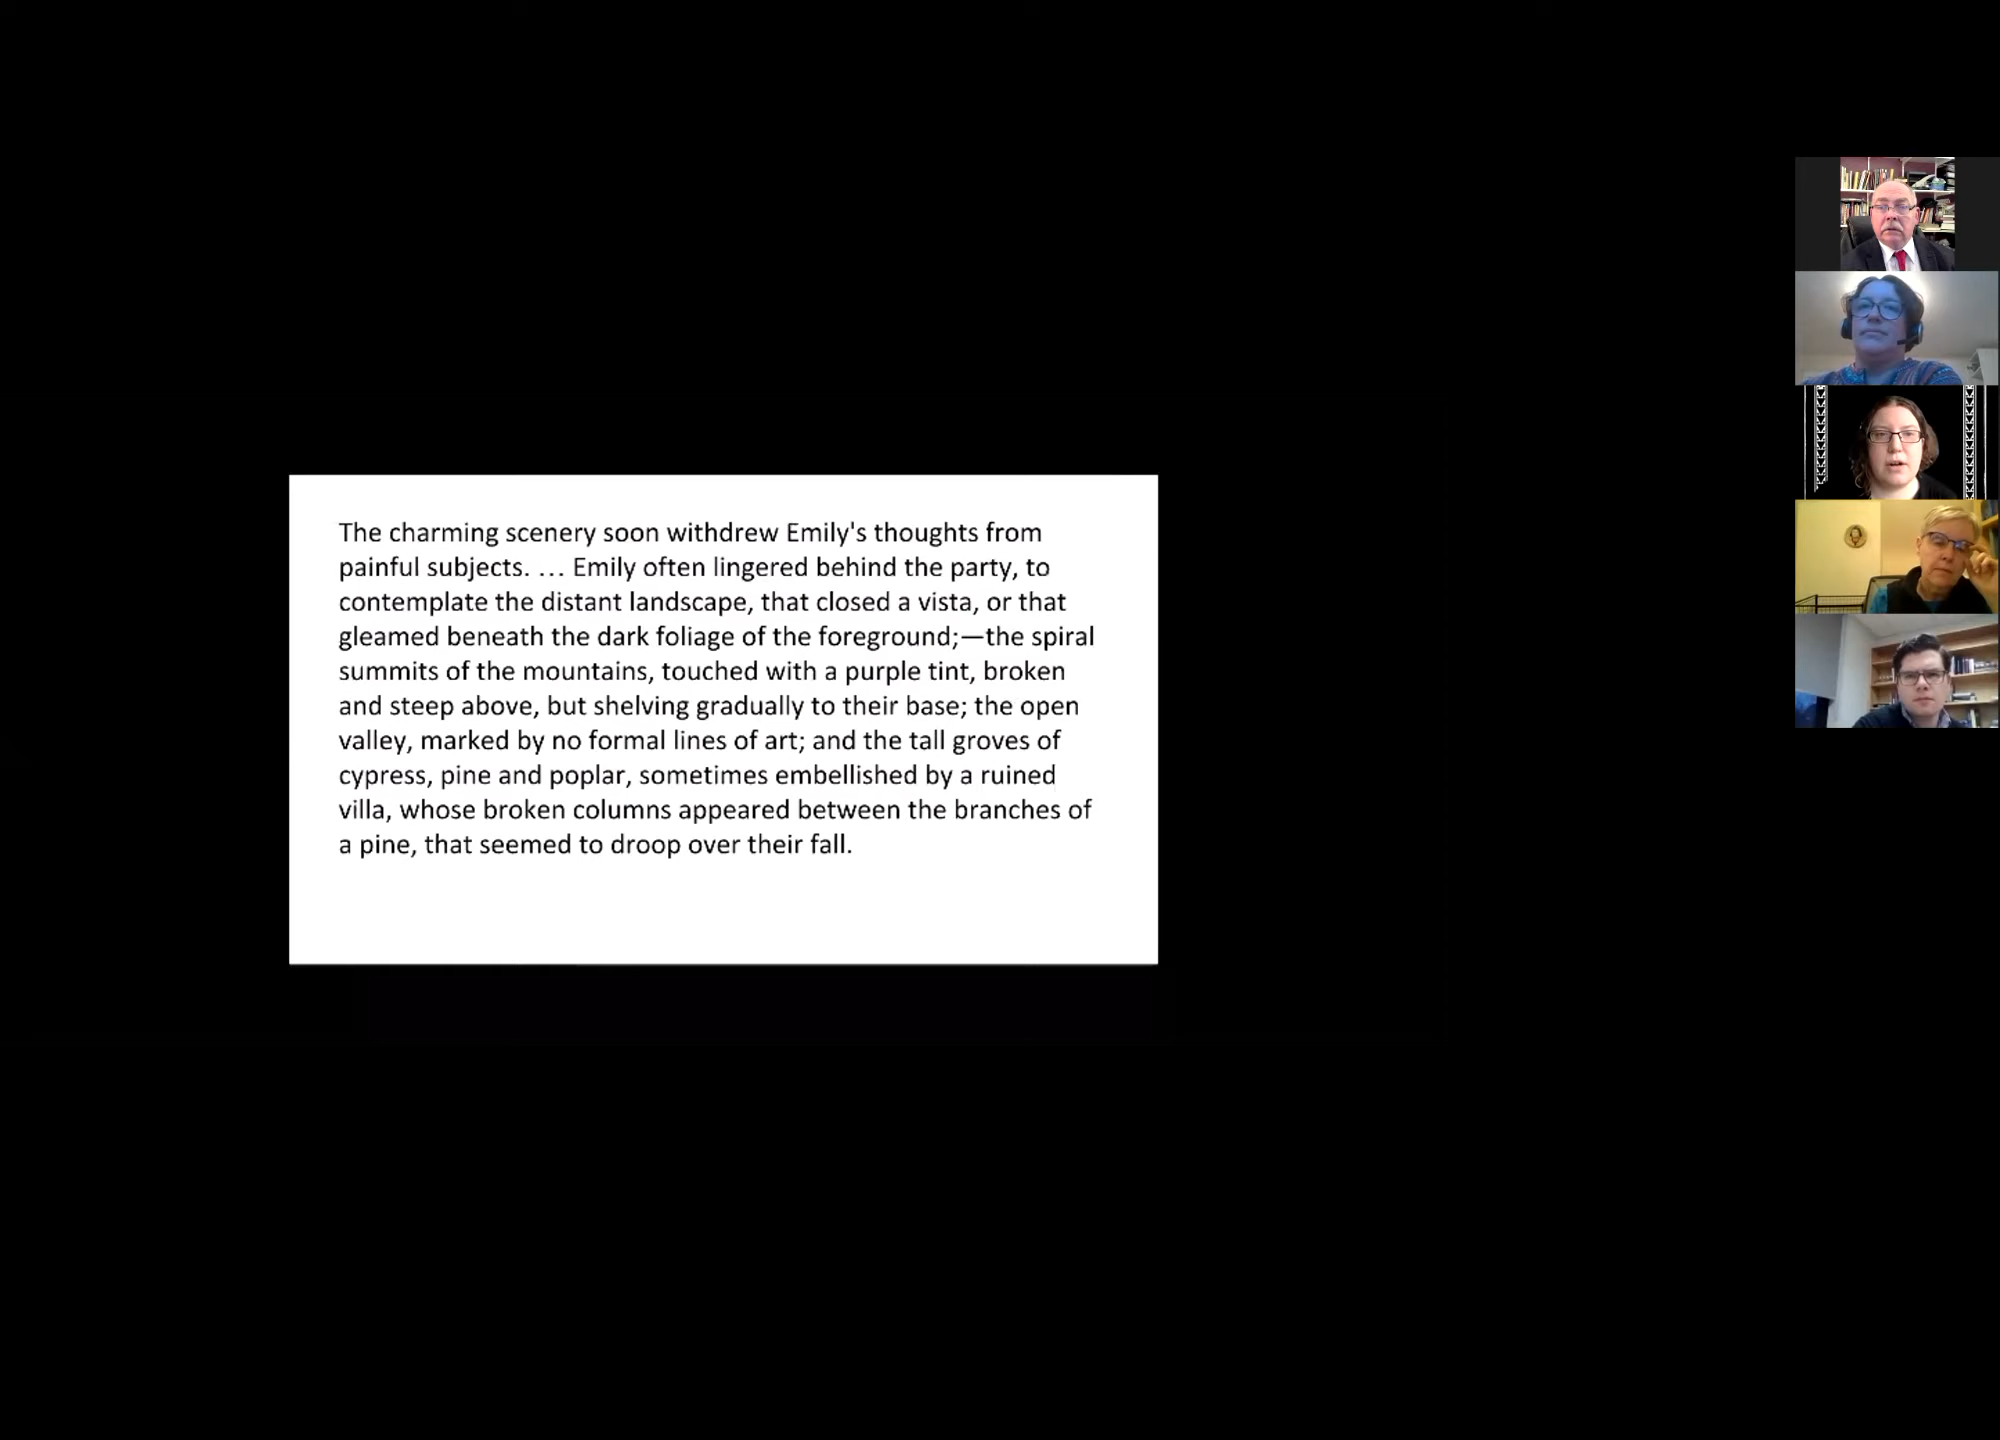 The charming scenery soon withdrew Emily's thoughts from
painful subjects. … Emily often lingered behind the party, to
contemplate the distant landscape, that closed a vista, or that
gleamed beneath the dark foliage of the foreground;—the spiral
summits of the mountains, touched with a purple tint, broken
and steep above, but shelving gradually to their base; the open
valley, marked by no formal lines of art; and the tall groves of
cypress, pine and poplar, sometimes embellished by a ruined
villa, whose broken columns appeared between the branches of
a pine, that seemed to droop over their fall.